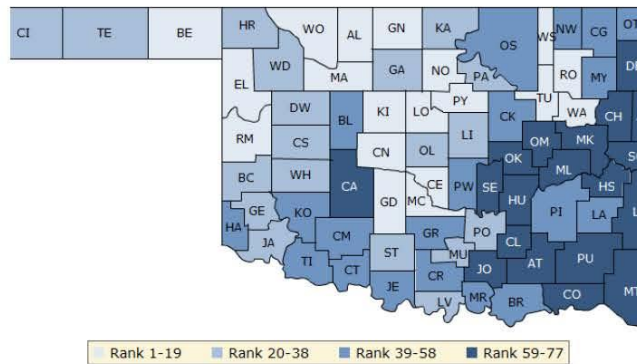 CI TE BE HR WO AL GN KA OS WS NW CG OT
WD MA GA NO PA RO MY
EL DW BL KI LO PY CK TU WA CH
RM CS CN OL LI OM MK
BC WH CA CE PW SE OK ML HS
GE KO GD MC HU PI LA
HA JA CM ST GR PO MU CL
TI CT JE CR LV JO MR AT BR PU CO
Rank 1-19 Rank 20-38 Rank 39-58 Rank 59-77